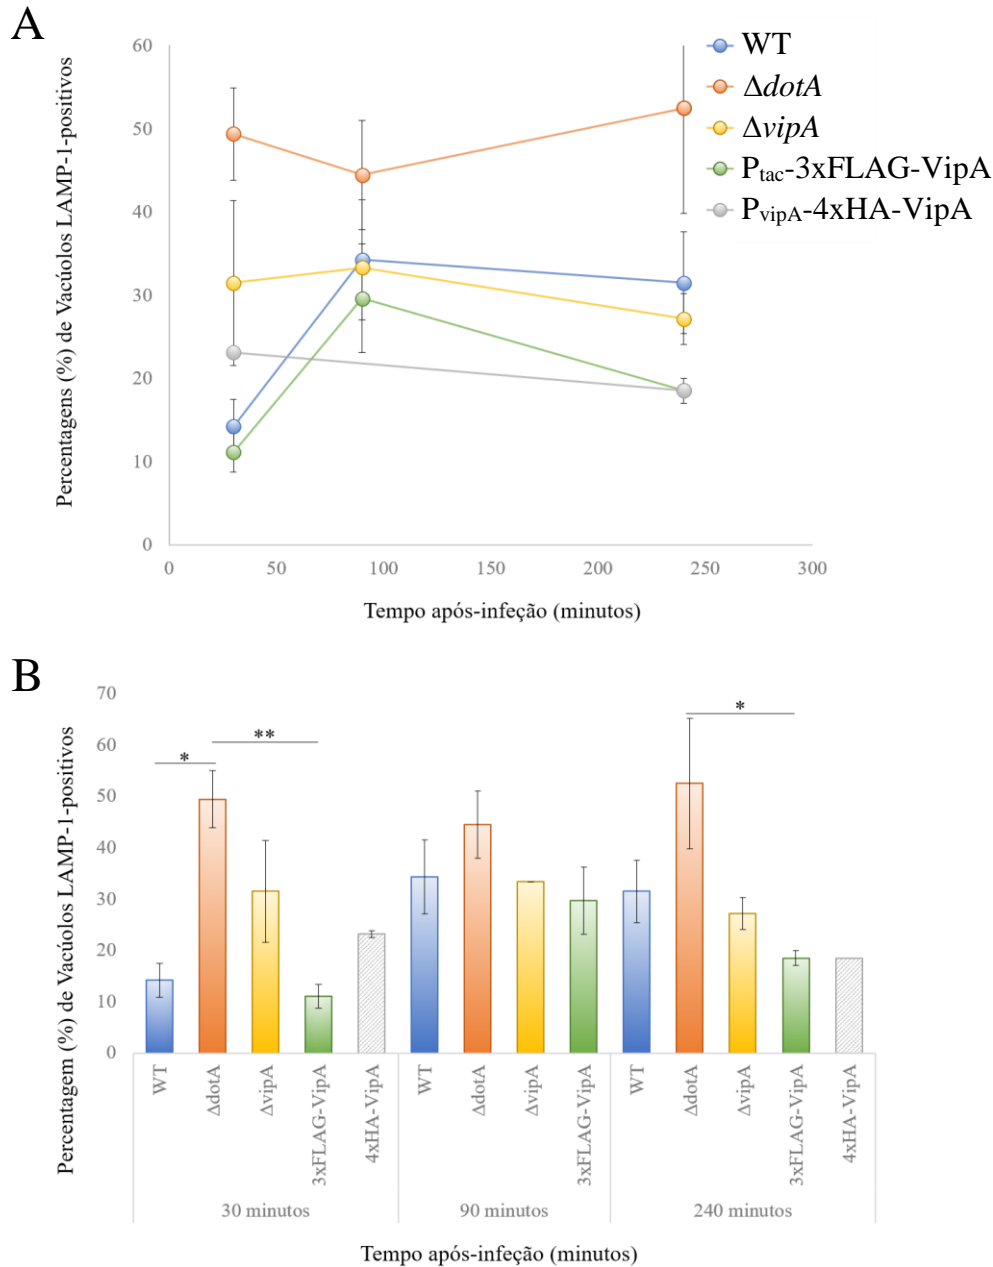 A
Percentagens (%) de Vacúolos LAMP-1-positivos
60
50
40
30
20
10
0
0 50 100 150 200 250 300
Tempo após-infeção (minutos)
WT
ΔdotA
ΔvipA
Ptac-3xFLAG-VipA
PvipA-4xHA-VipA
B
Percentagem (%) de Vacúolos LAMP-1-positivos
70
60
50
40
30
20
10
0
* ** *
WT ΔdotA ΔvipA 3xFLAG-VipA 4xHA-VipA WT ΔdotA ΔvipA 3xFLAG-VipA WT ΔdotA ΔvipA 3xFLAG-VipA 4xHA-VipA
30 minutos 90 minutos 240 minutos
Tempo após-infeção (minutos)